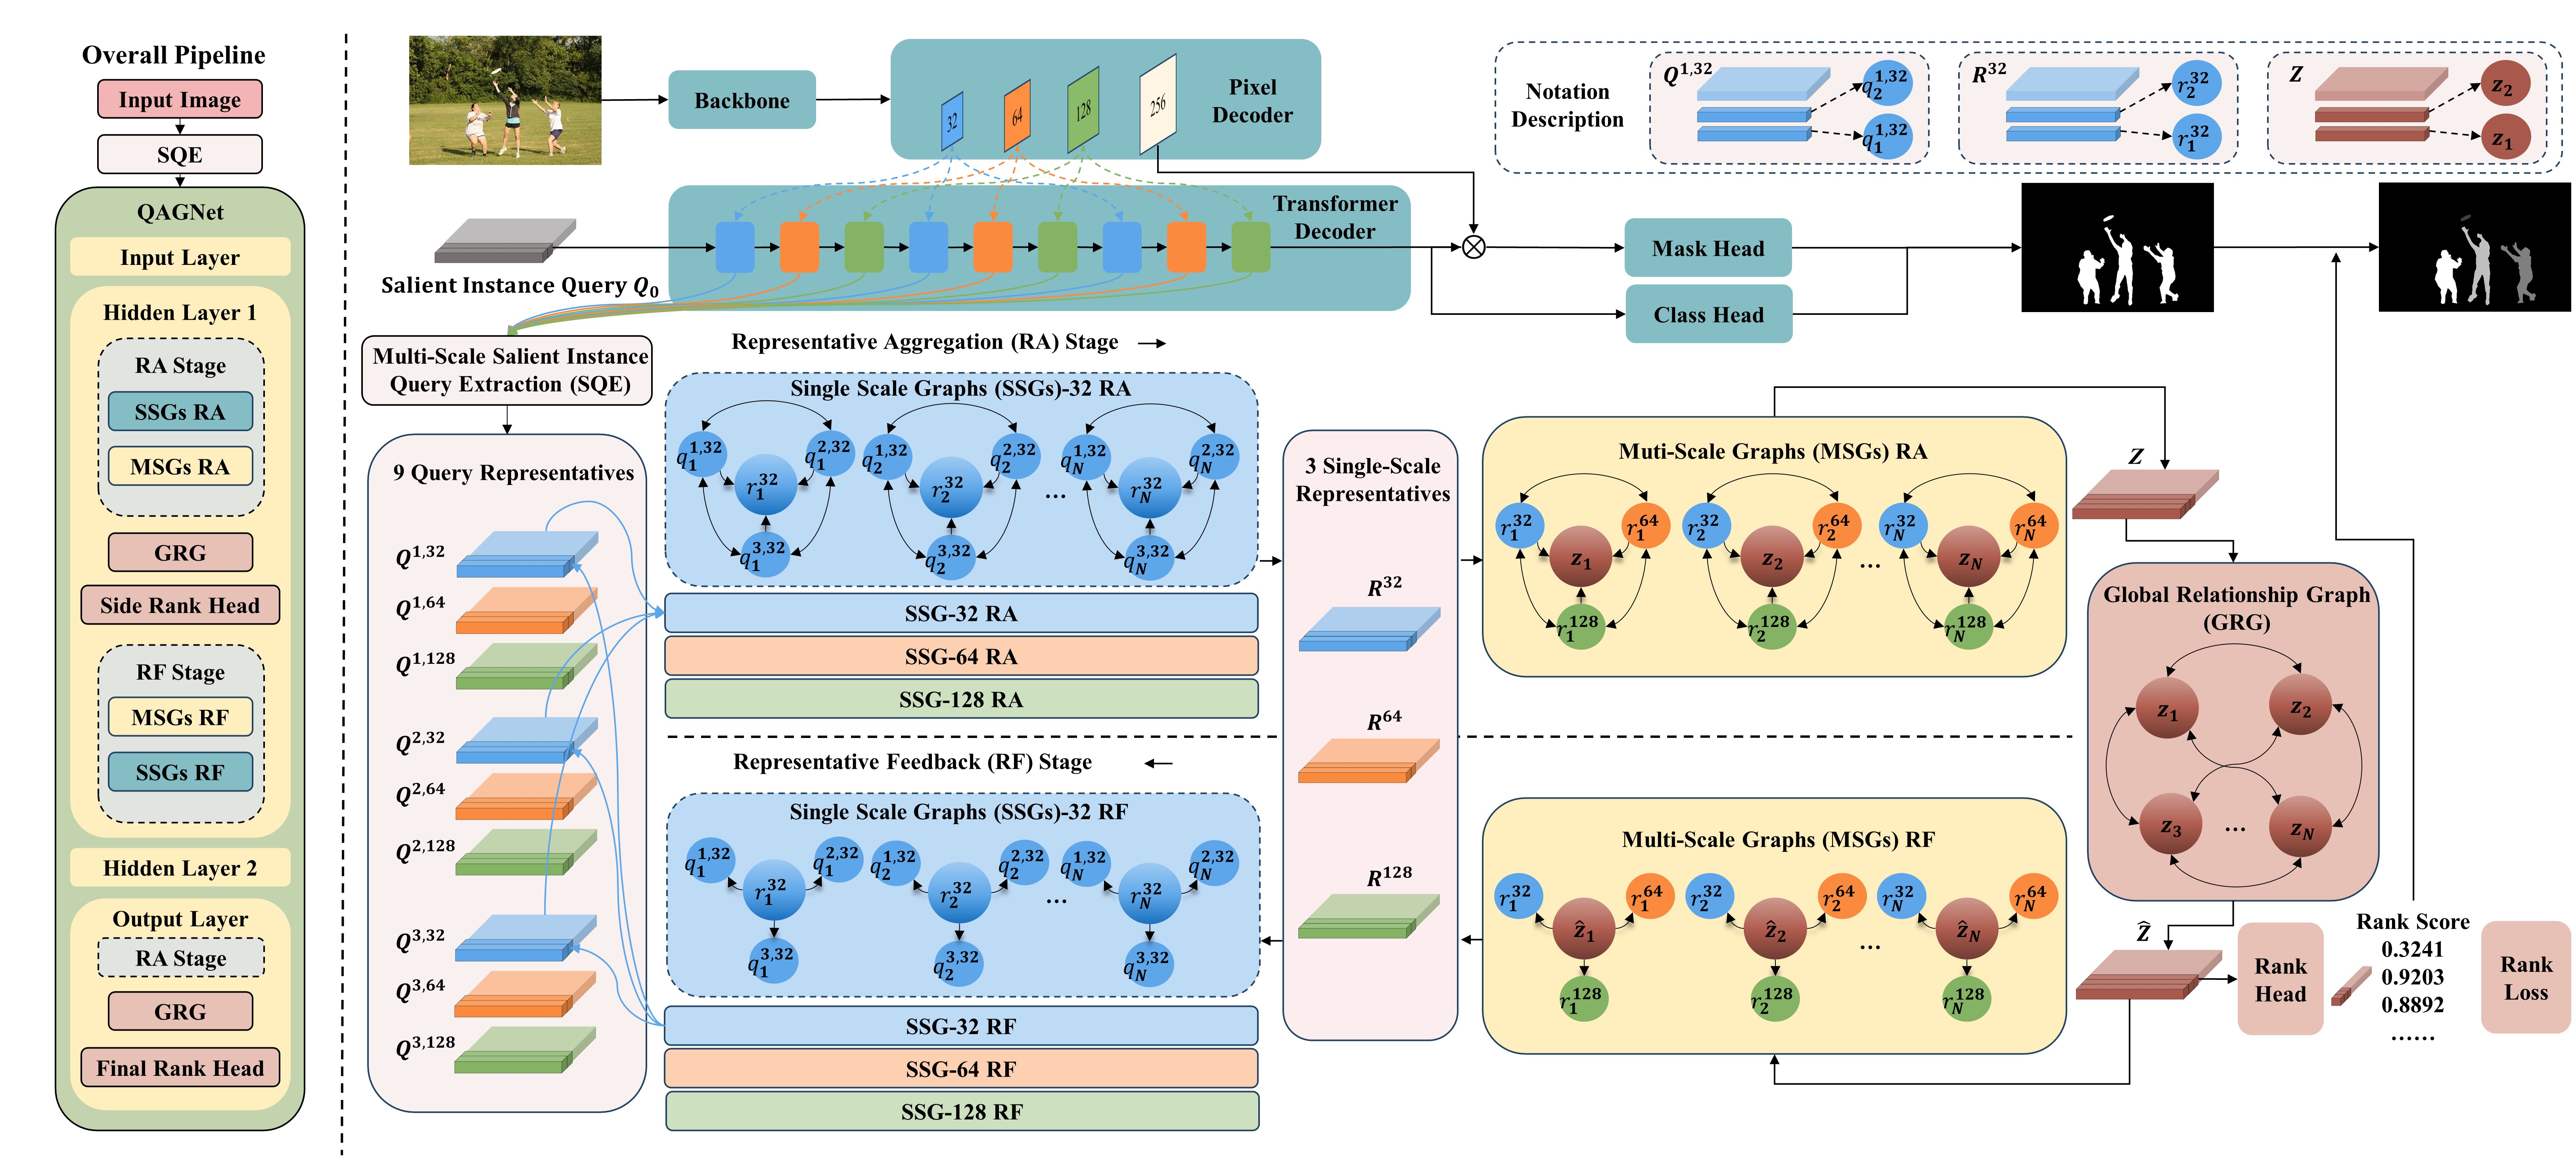 Overall Pipeline
Input Image
SQE
QAGNet
Input Layer
Hidden Layer 1
RA Stage
SSGs RA
MSGs RA
GRG
Side Rank Head
RF Stage
MSGs RF
SSGs RF
Hidden Layer 2
Output Layer
RA Stage
GRG
Final Rank Head
Backbone
32
64
128
256
Pixel
Decoder
Notation
Description
Q^{1,32}
q_2^{1,32}
q_1^{1,32}
R^{32}
r_2^{32}
r_1^{32}
Z
z_2
z_1
Salient Instance Query Q_0
Transformer
Decoder
⊗
Mask Head
Class Head
Multi-Scale Salient Instance
Query Extraction (SQE)
9 Query Representatives
Q^{1,32}
Q^{1,64}
Q^{1,128}
Q^{2,32}
Q^{2,64}
Q^{2,128}
Q^{3,32}
Q^{3,64}
Q^{3,128}
Representative Aggregation (RA) Stage →
Single Scale Graphs (SSGs)-32 RA
q_1^{1,32} q_1^{2,32} q_2^{1,32} q_2^{2,32} q_N^{1,32} q_N^{2,32}
r_1^{32} r_2^{32} ... r_N^{32}
q_1^{3,32} q_2^{3,32} q_N^{3,32}
SSG-32 RA
SSG-64 RA
SSG-128 RA
Representative Feedback (RF) Stage ←
Single Scale Graphs (SSGs)-32 RF
q_1^{1,32} q_1^{2,32} q_2^{1,32} q_2^{2,32} q_N^{1,32} q_N^{2,32}
r_1^{32} r_2^{32} ... r_N^{32}
q_1^{3,32} q_2^{3,32} q_N^{3,32}
SSG-32 RF
SSG-64 RF
SSG-128 RF
3 Single-Scale
Representatives
R^{32}
R^{64}
R^{128}
Muti-Scale Graphs (MSGs) RA
r_1^{32} r_1^{64} r_2^{32} r_2^{64} r_N^{32} r_N^{64}
z_1 z_2 ... z_N
r_1^{128} r_2^{128} r_N^{128}
Multi-Scale Graphs (MSGs) RF
r_1^{32} r_1^{64} r_2^{32} r_2^{64} r_N^{32} r_N^{64}
ẑ_1 ẑ_2 ... ẑ_N
r_1^{128} r_2^{128} r_N^{128}
Z
Global Relationship Graph
(GRG)
z_1 z_2
z_3 ... z_N
Ẑ
Rank
Head
Rank Score
0.3241
0.9203
0.8892
......
Rank
Loss